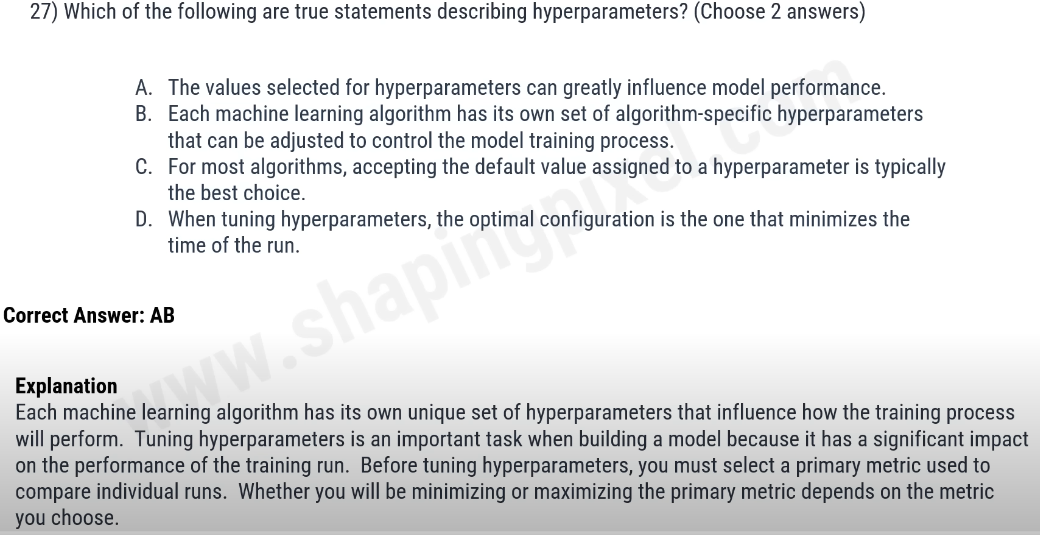 27) Which of the following are true statements describing hyperparameters? (Choose 2 answers)
A. The values selected for hyperparameters can greatly influence model performance.
B. Each machine learning algorithm has its own set of algorithm-specific hyperparameters
that can be adjusted to control the model training process.
C. For most algorithms, accepting the default value assigned to a hyperparameter is typically
the best choice.
D. When tuning hyperparameters, the optimal configuration is the one that minimizes the
time of the run.
www.shapingpixel.com
Correct Answer: AB
Explanation
Each machine learning algorithm has its own unique set of hyperparameters that influence how the training process
will perform. Tuning hyperparameters is an important task when building a model because it has a significant impact
on the performance of the training run. Before tuning hyperparameters, you must select a primary metric used to
compare individual runs. Whether you will be minimizing or maximizing the primary metric depends on the metric
you choose.